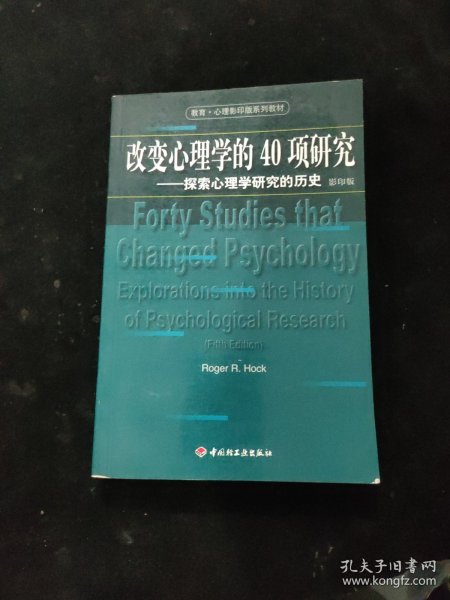 教育·心理影印版系列教材
改变心理学的 40 项研究
——探索心理学研究的历史 影印版
Forty Studies that
Changed Psychology
Explorations into the History
of Psychological Research
(Fifth Edition)
Roger R. Hock
中国轻工业出版社
孔夫子旧书网
www.kongfz.com